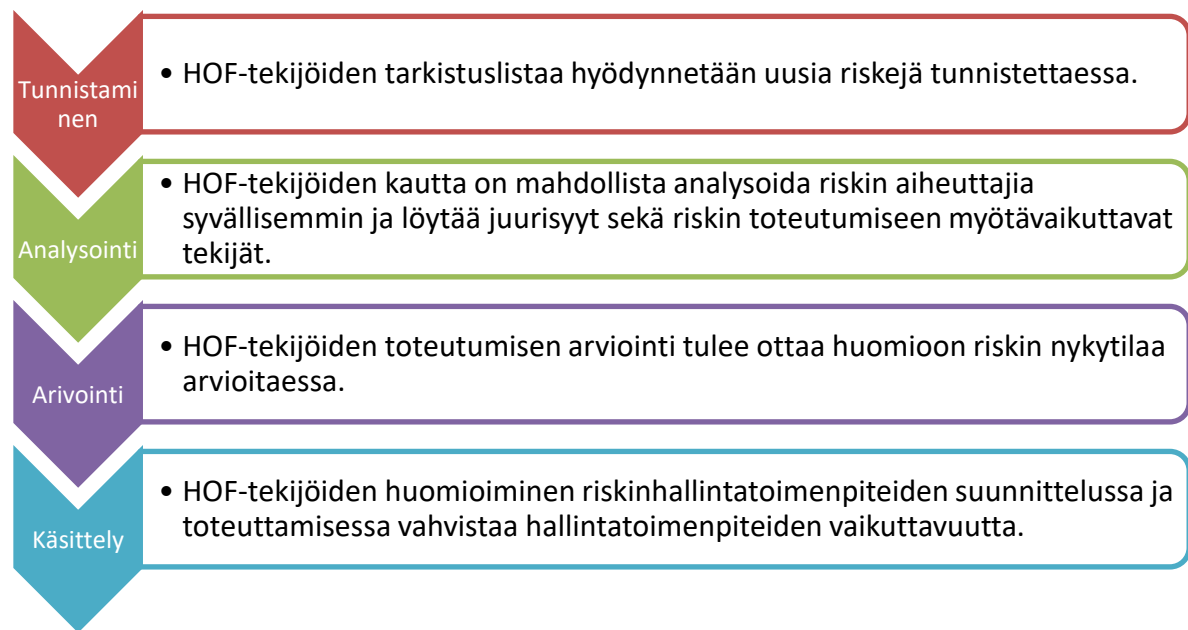 Tunnistami
nen
• HOF-tekijöiden tarkistuslistaa hyödynnetään uusia riskejä tunnistettaessa.
Analysointi
• HOF-tekijöiden kautta on mahdollista analysoida riskin aiheuttajia
syvällisemmin ja löytää juurisyyt sekä riskin toteutumiseen myötävaikuttavat
tekijät.
Arivointi
• HOF-tekijöiden toteutumisen arviointi tulee ottaa huomioon riskin nykytilaa
arvioitaessa.
Käsittely
• HOF-tekijöiden huomioiminen riskinhallintatoimenpiteiden suunnittelussa ja
toteuttamisessa vahvistaa hallintatoimenpiteiden vaikuttavuutta.